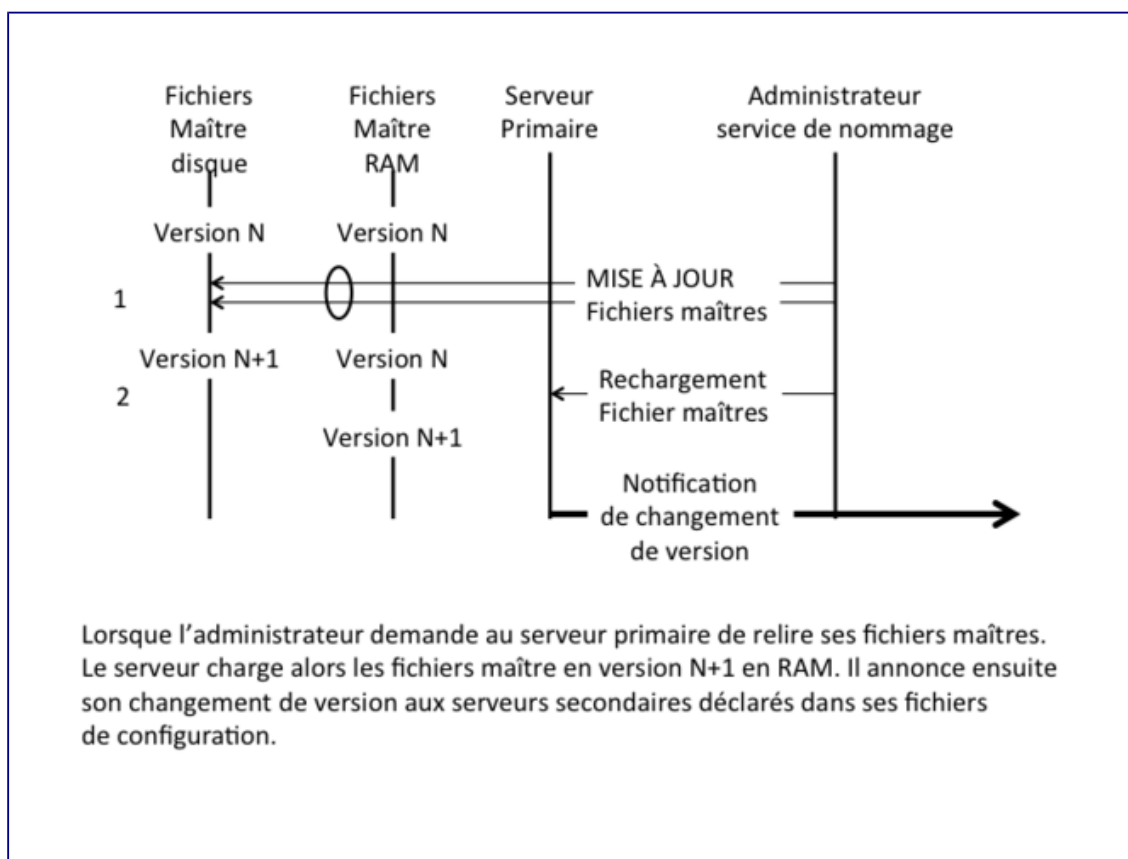 Fichiers
Maître
disque
Fichiers
Maître
RAM
Serveur
Primaire
Administrateur
service de nommage
Version N
Version N
1
MISE À JOUR
Fichiers maîtres
Version N+1
Version N
2
Rechargement
Fichier maîtres
Version N+1
Notification
de changement
de version
Lorsque l’administrateur demande au serveur primaire de relire ses fichiers maîtres.
Le serveur charge alors les fichiers maître en version N+1 en RAM. Il annonce ensuite
son changement de version aux serveurs secondaires déclarés dans ses fichiers
de configuration.